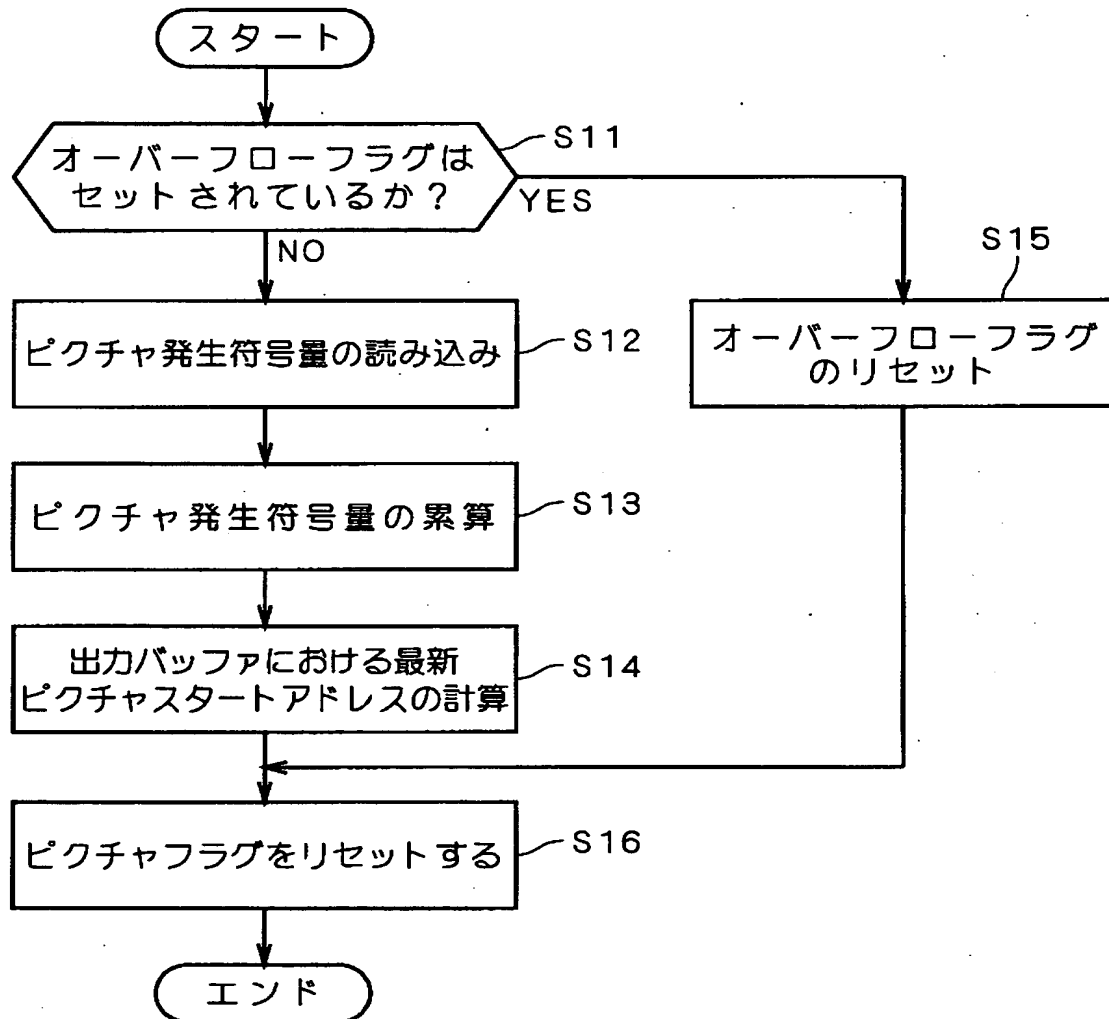 スタート
オーバーフローフラグは
セットされているか?
S11
YES
NO
S15
ピクチャ発生符号量の読み込み
S12
オーバーフローフラグ
のリセット
ピクチャ発生符号量の累算
S13
出力バッファにおける最新
ピクチャスタートアドレスの計算
S14
ピクチャフラグをリセットする
S16
エンド